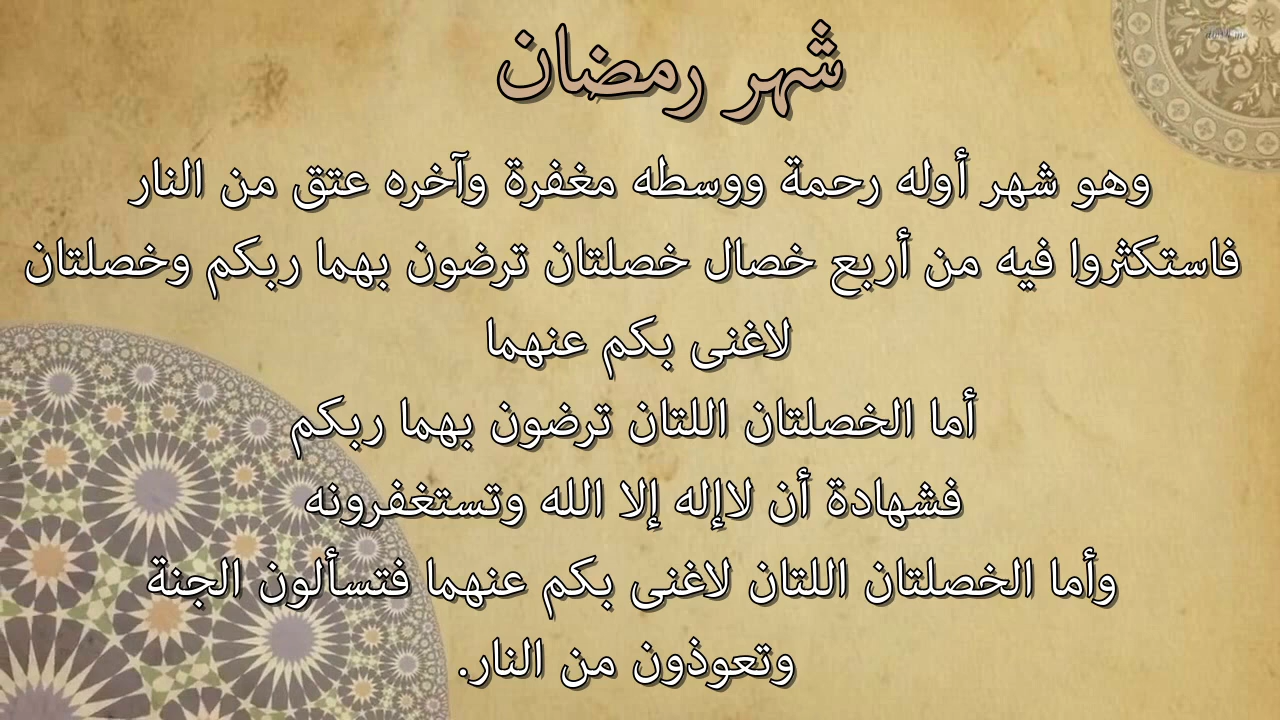 شهر رمضان
وهو شهر أوله رحمة ووسطه مغفرة وآخره عتق من النار
فاستكثروا فيه من أربع خصال خصلتان ترضون بهما ربكم وخصلتان
لاغنى بكم عنهما
أما الخصلتان اللتان ترضون بهما ربكم
فشهادة أن لاإله إلا الله وتستغفرونه
وأما الخصلتان اللتان لاغنى بكم عنهما فتسألون الجنة
وتعوذون من النار.